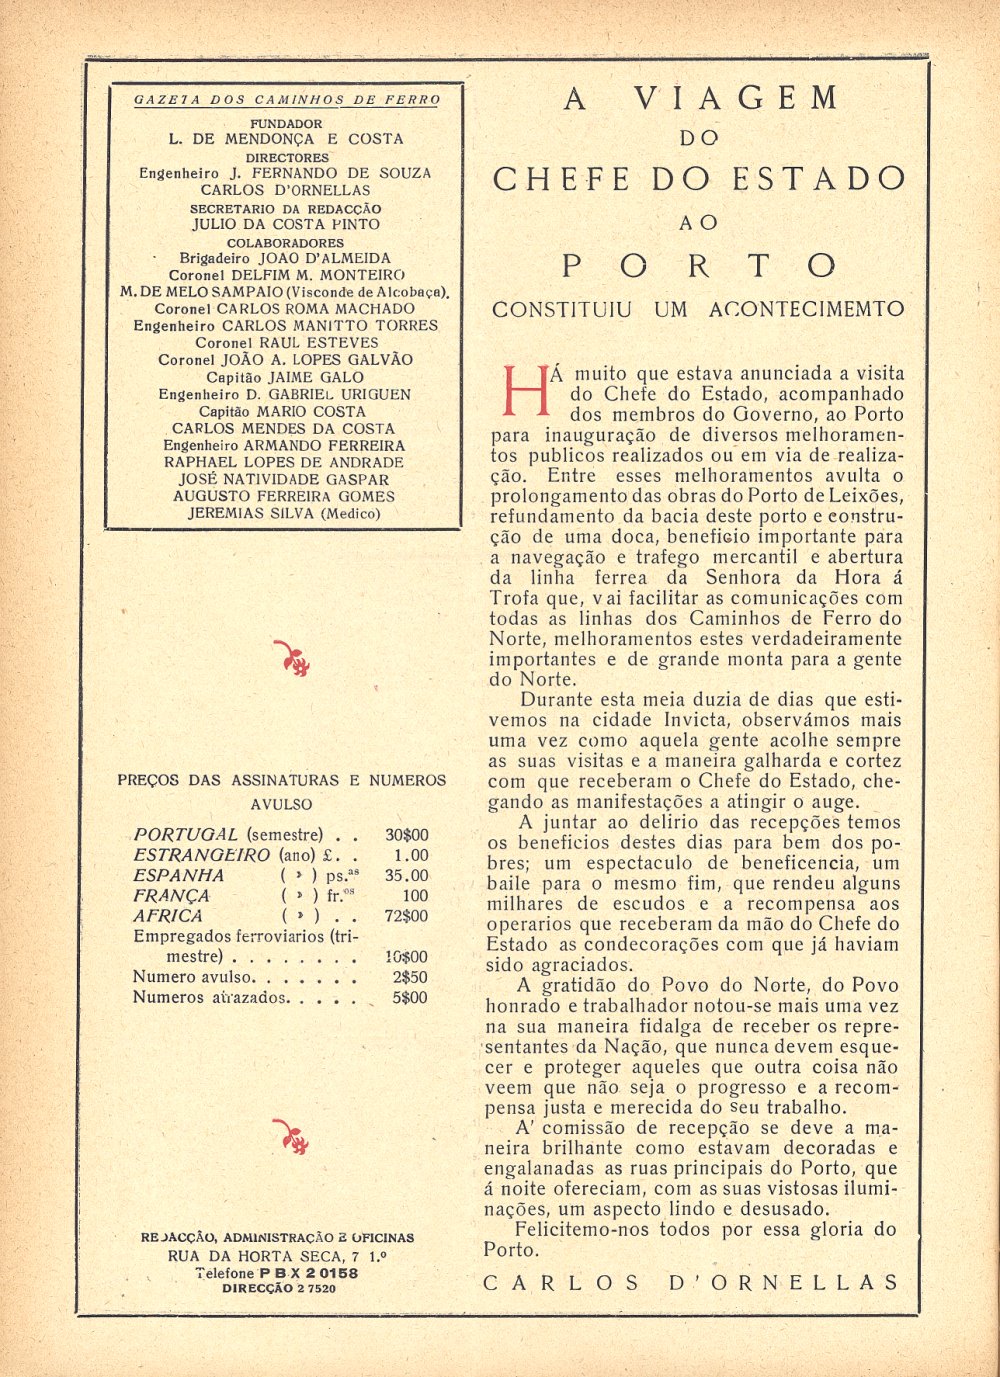 GAZETA DOS CAMINHOS DE FERRO
FUNDADOR
L. DE MENDONÇA E COSTA
DIRECTORES
Engenheiro J. FERNANDO DE SOUZA
CARLOS D'ORNELLAS
SECRETARIO DA REDACÇÃO
JULIO DA COSTA PINTO
COLABORADORES
Brigadeiro JOAO D'ALMEIDA
Coronel DELFIM M. MONTEIRO
M. DE MELO SAMPAIO (Visconde de Alcobaça).
Coronel CARLOS ROMA MACHADO
Engenheiro CARLOS MANITTO TORRES
Coronel RAUL ESTEVES
Coronel JOÃO A. LOPES GALVÃO
Capitão JAIME GALO
Engenheiro D. GABRIEL URIGUEN
Capitão MARIO COSTA
CARLOS MENDES DA COSTA
Engenheiro ARMANDO FERREIRA
RAPHAEL LOPES DE ANDRADE
JOSÉ NATIVIDADE GASPAR
AUGUSTO FERREIRA GOMES
JEREMIAS SILVA (Medico)
PREÇOS DAS ASSINATURAS E NUMEROS
AVULSO
PORTUGAL (semestre) . . 30$00
ESTRANGEIRO (ano) £. . 1.00
ESPANHA ( » ) ps.as 35.00
FRANÇA ( » ) fr.os 100
AFRICA ( » ) . . 72$00
Empregados ferroviarios (tri-
mestre) . . . . . . . . 10$00
Numero avulso. . . . . . . 2$50
Numeros atrazados. . . . . 5$00
REDACÇÃO, ADMINISTRAÇÃO E OFICINAS
RUA DA HORTA SECA, 7 1.º
Telefone P B X 2 0158
DIRECÇÃO 2 7520
A VIAGEM
DO
CHEFE DO ESTADO
AO
PORTO
CONSTITUIU UM ACONTECIMEMTO
HÁ muito que estava anunciada a visita
do Chefe do Estado, acompanhado
dos membros do Governo, ao Porto
para inauguração de diversos melhoramen-
tos publicos realizados ou em via de realiza-
ção. Entre esses melhoramentos avulta o
prolongamento das obras do Porto de Leixões,
refundamento da bacia deste porto e constru-
ção de uma doca, beneficio importante para
a navegação e trafego mercantil e abertura
da linha ferrea da Senhora da Hora á
Trofa que, vai facilitar as comunicações com
todas as linhas dos Caminhos de Ferro do
Norte, melhoramentos estes verdadeiramente
importantes e de grande monta para a gente
do Norte.
Durante esta meia duzia de dias que esti-
vemos na cidade Invicta, observámos mais
uma vez como aquela gente acolhe sempre
as suas visitas e a maneira galharda e cortez
com que receberam o Chefe do Estado, che-
gando as manifestações a atingir o auge.
A juntar ao delirio das recepções temos
os beneficios destes dias para bem dos po-
bres; um espectaculo de beneficencia, um
baile para o mesmo fim, que rendeu alguns
milhares de escudos e a recompensa aos
operarios que receberam da mão do Chefe do
Estado as condecorações com que já haviam
sido agraciados.
A gratidão do Povo do Norte, do Povo
honrado e trabalhador notou-se mais uma vez
na sua maneira fidalga de receber os repre-
sentantes da Nação, que nunca devem esque-
cer e proteger aqueles que outra coisa não
veem que não seja o progresso e a recom-
pensa justa e merecida do seu trabalho.
A' comissão de recepção se deve a ma-
neira brilhante como estavam decoradas e
engalanadas as ruas principais do Porto, que
á noite ofereciam, com as suas vistosas ilumi-
nações, um aspecto lindo e desusado.
Felicitemo-nos todos por essa gloria do
Porto.
CARLOS D'ORNELLAS